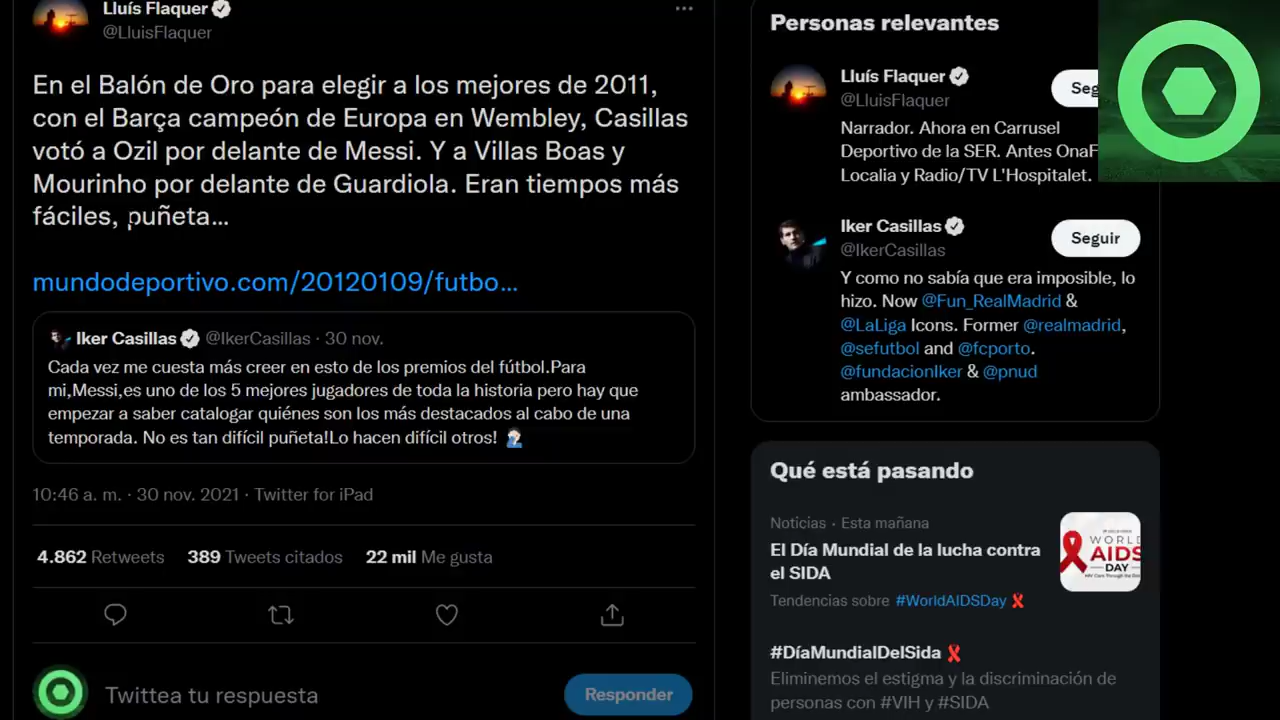 Lluís Flaquer
@LluisFlaquer
En el Balón de Oro para elegir a los mejores de 2011,
con el Barça campeón de Europa en Wembley, Casillas
votó a Ozil por delante de Messi. Y a Villas Boas y
Mourinho por delante de Guardiola. Eran tiempos más
fáciles, puñeta...
mundodeportivo.com/20120109/futbo...
Iker Casillas @IkerCasillas · 30 nov.
Cada vez me cuesta más creer en esto de los premios del fútbol.Para
mi,Messi,es uno de los 5 mejores jugadores de toda la historia pero hay que
empezar a saber catalogar quiénes son los más destacados al cabo de una
temporada. No es tan difícil puñeta!Lo hacen difícil otros!
10:46 a. m. · 30 nov. 2021 · Twitter for iPad
4.862 Retweets 389 Tweets citados 22 mil Me gusta
Twittea tu respuesta
Responder
Personas relevantes
Lluís Flaquer
@LluisFlaquer
Seg
Narrador. Ahora en Carrusel
Deportivo de la SER. Antes OnaF
Localia y Radio/TV L'Hospitalet.
Iker Casillas
@IkerCasillas
Seguir
Y como no sabía que era imposible, lo
hizo. Now @Fun_RealMadrid &
@LaLiga Icons. Former @realmadrid,
@sefutbol and @fcporto.
@fundacionIker & @pnud
ambassador.
Qué está pasando
Noticias · Esta mañana
El Día Mundial de la lucha contra
el SIDA
Tendencias sobre #WorldAIDSDay
WORLD
AIDS
DAY
#DíaMundialDelSida
Eliminemos el estigma y la discriminación de
personas con #VIH y #SIDA